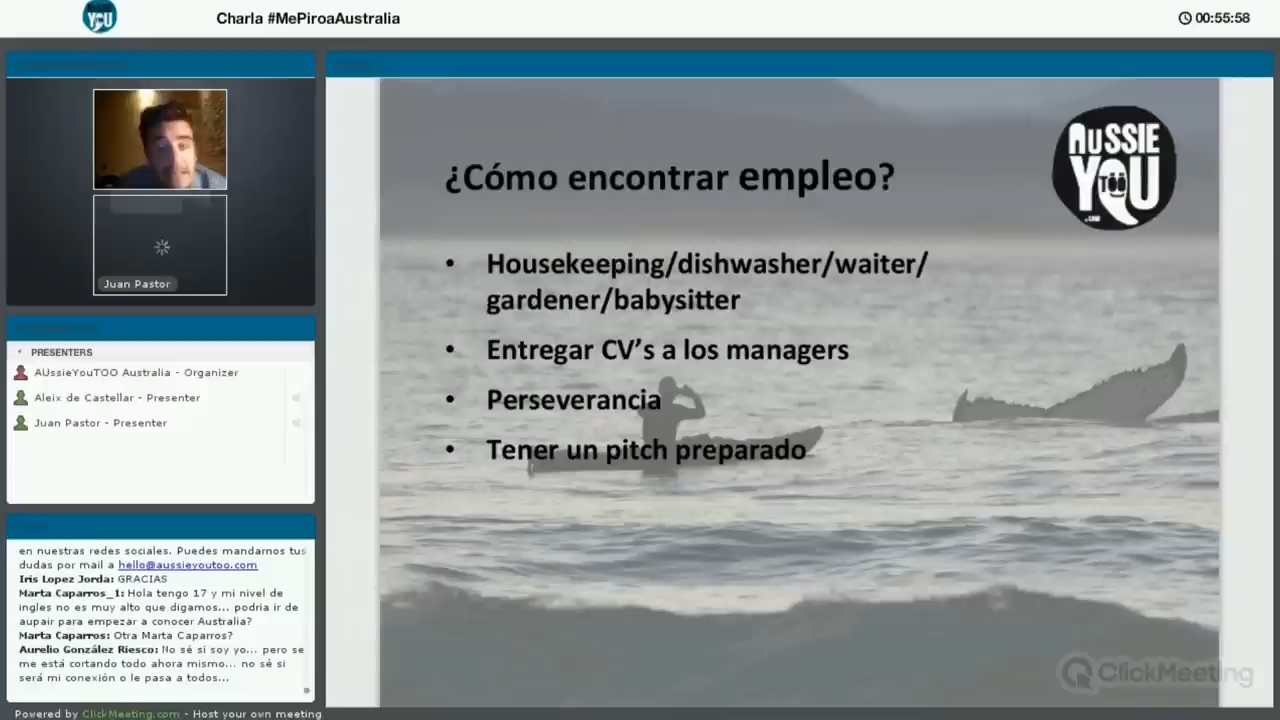 AUSSIE
YOU
Charla #MePiroaAustralia
00:55:58
Juan Pastor
PRESENTERS
AUssieYouTOO Australia - Organizer
Aleix de Castellar - Presenter
Juan Pastor - Presenter
en nuestras redes sociales. Puedes mandarnos tus
dudas por mail a hello@aussieyoutoo.com
Iris Lopez Jorda: GRACIAS
Marta Caparros_1: Hola tengo 17 y mi nivel de
ingles no es muy alto que digamos... podria ir de
aupair para empezar a conocer Australia?
Marta Caparros: Otra Marta Caparros?
Aurelio González Riesco: No sé si soy yo... pero se
me está cortando todo ahora mismo... no sé si
será mi conexión o le pasa a todos...
Powered by ClickMeeting.com - Host your own meeting
¿Cómo encontrar empleo?
• Housekeeping/dishwasher/waiter/
gardener/babysitter
• Entregar CV’s a los managers
• Perseverancia
• Tener un pitch preparado
AUSSIE
YOU
TOO
.COM
ClickMeeting